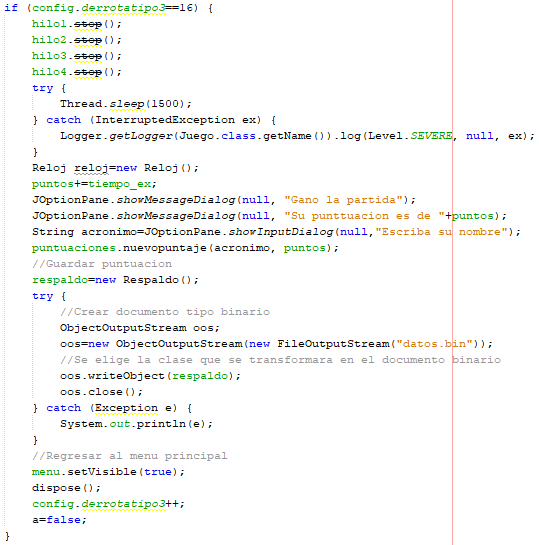 if (config.derrotatipo3==16) {
hilo1.stop();
hilo2.stop();
hilo3.stop();
hilo4.stop();
try {
Thread.sleep(1500);
} catch (InterruptedException ex) {
Logger.getLogger(Juego.class.getName()).log(Level.SEVERE, null, ex);
}
Reloj reloj=new Reloj();
puntos+=tiempo_ex;
JOptionPane.showMessageDialog(null, "Gano la partida");
JOptionPane.showMessageDialog(null, "Su punttuacion es de "+puntos);
String acronimo=JOptionPane.showInputDialog(null,"Escriba su nombre");
puntuaciones.nuevopuntaje(acronimo, puntos);
//Guardar puntuacion
respaldo=new Respaldo();
try {
//Crear documento tipo binario
ObjectOutputStream oos;
oos=new ObjectOutputStream(new FileOutputStream("datos.bin"));
//Se elige la clase que se transformara en el documento binario
oos.writeObject(respaldo);
oos.close();
} catch (Exception e) {
System.out.println(e);
}
//Regresar al menu principal
menu.setVisible(true);
dispose();
config.derrotatipo3++;
a=false;
}